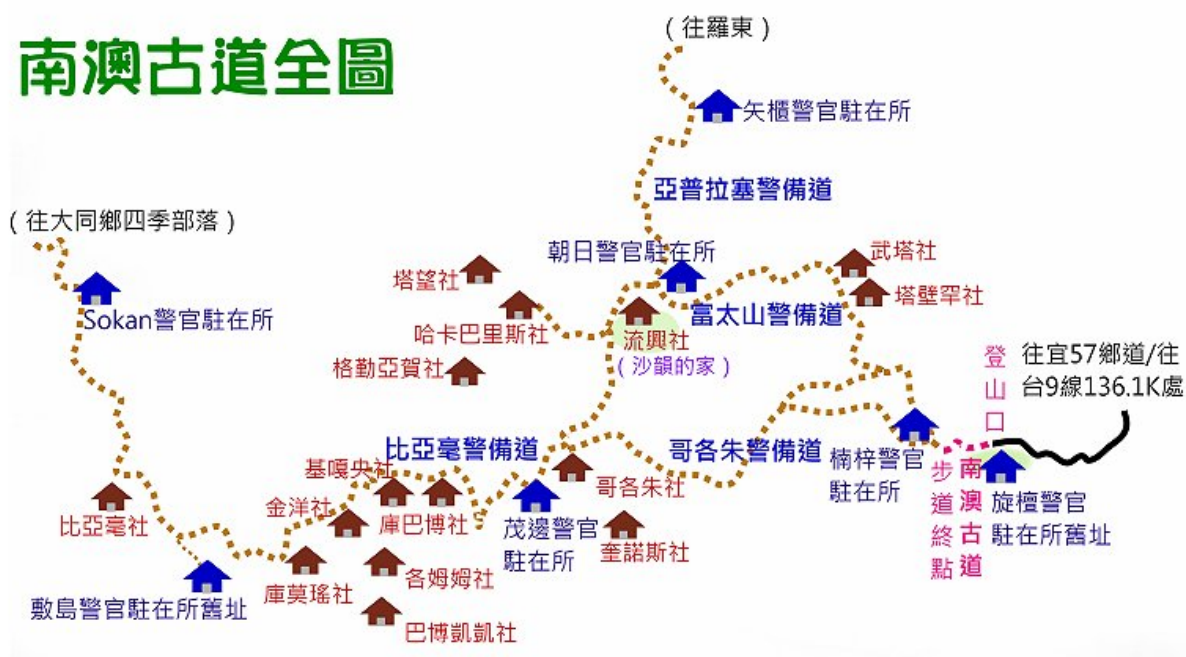 南澳古道全圖
（往羅東）
矢櫃警官駐在所
亞普拉塞警備道
（往大同鄉四季部落）
朝日警官駐在所
武塔社
塔望社
塔壁罕社
Sokan警官駐在所
哈卡巴里斯社
富太山警備道
流興社
（沙韻的家）
格勤亞賀社
登山口
往宜57鄉道/往
台9線136.1K處
比亞毫警備道
哥各朱警備道
楠梓警官
駐在所
基嘎央社
金洋社
庫巴博社
哥各朱社
茂邊警官
駐在所
奎諾斯社
步道終點
南澳古道
旋檀警官
駐在所舊址
比亞毫社
敷島警官駐在所舊址
庫莫瑤社
各姆姆社
巴博凱凱社